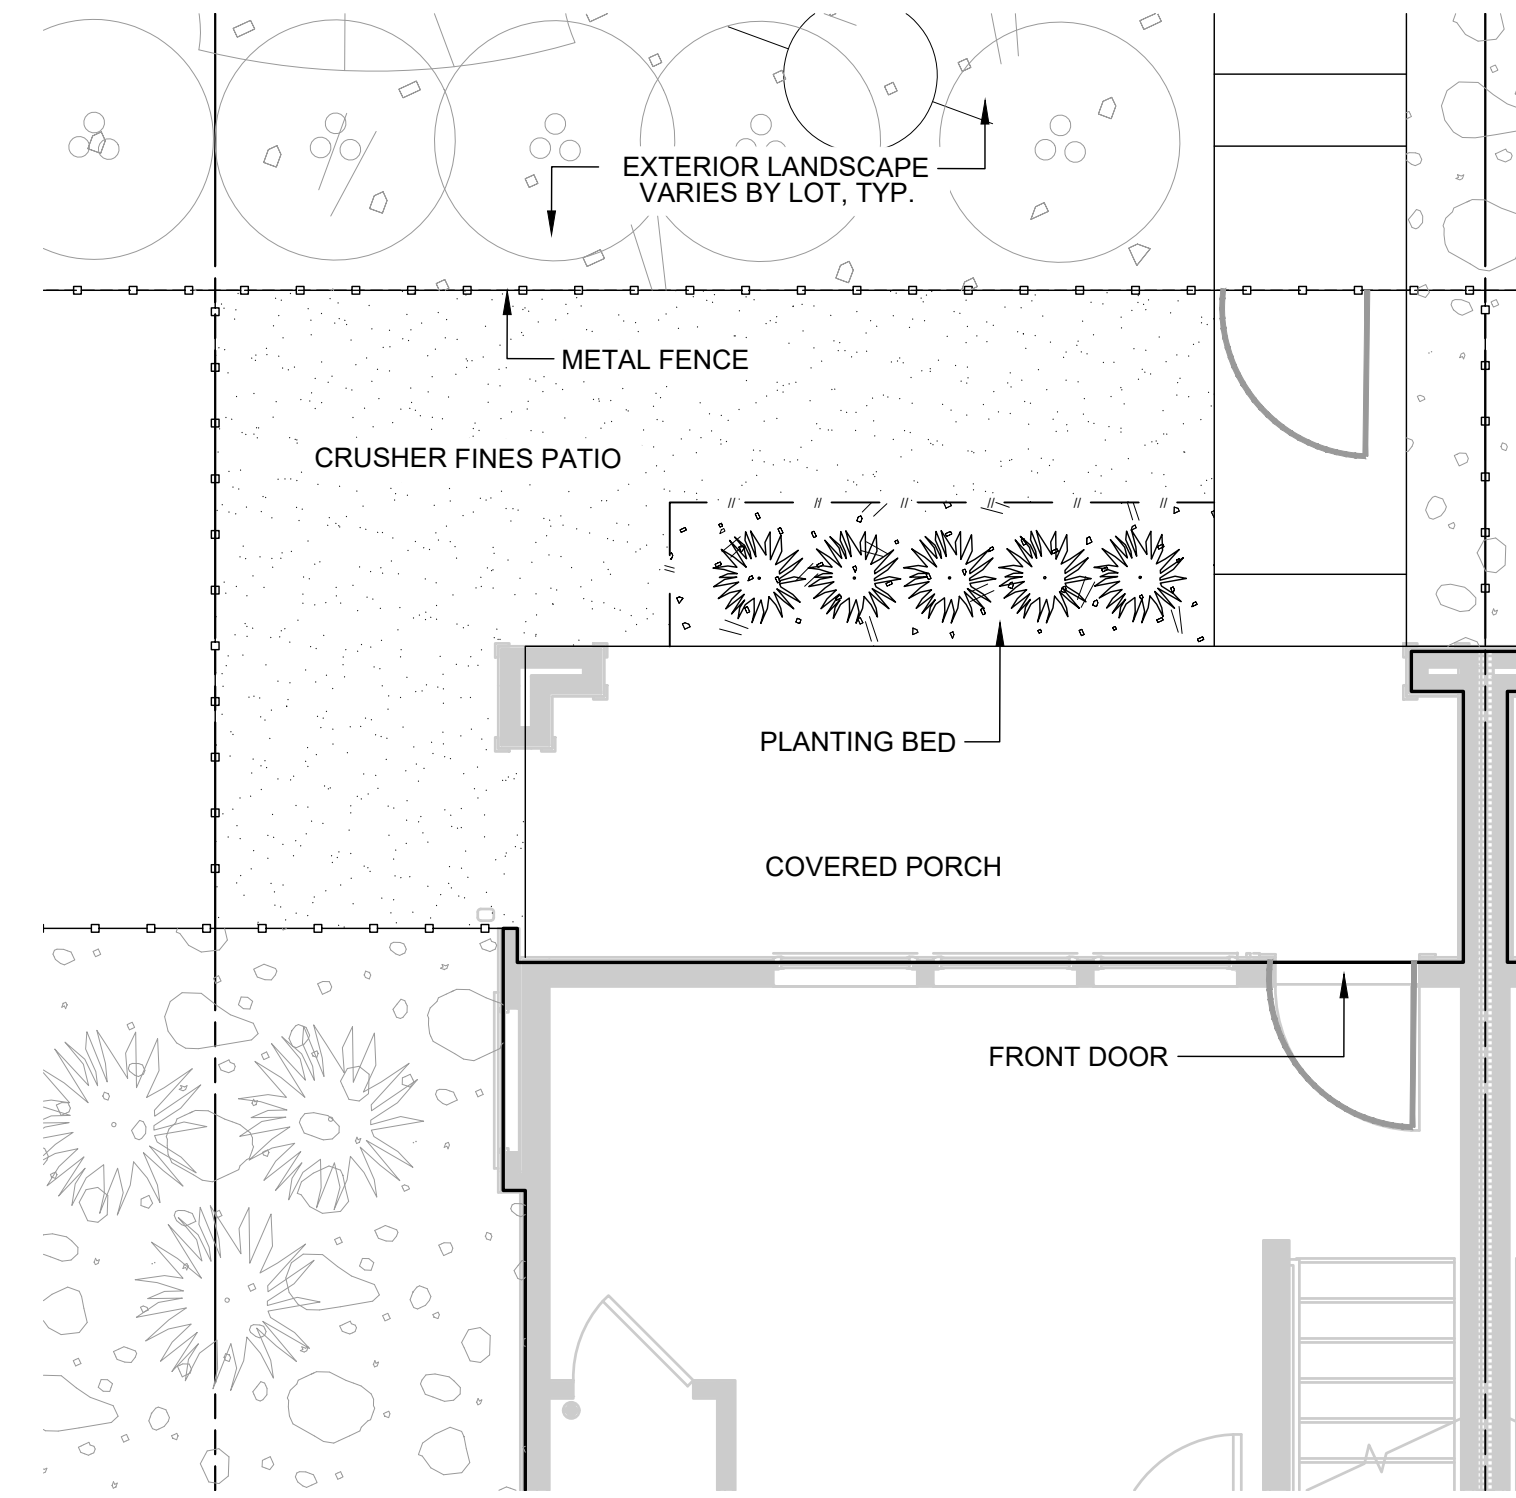 EXTERIOR LANDSCAPE
VARIES BY LOT, TYP.
METAL FENCE
CRUSHER FINES PATIO
PLANTING BED
COVERED PORCH
FRONT DOOR